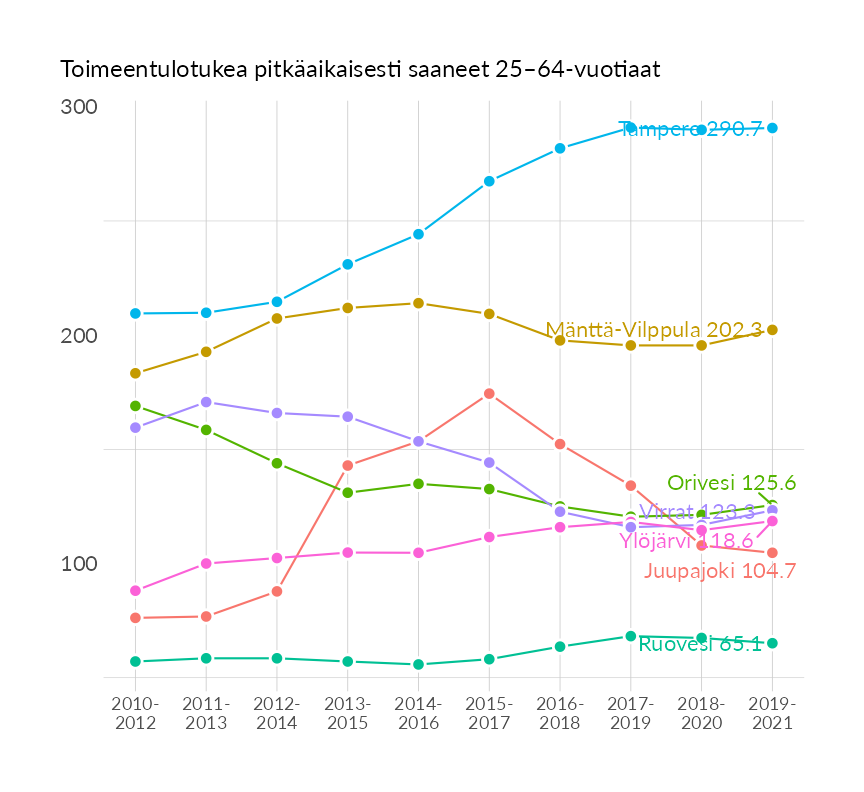 Toimeentulotukea pitkäaikaisesti saaneet 25–64-vuotiaat
300
Tampere 290.7
200
Mänttä-Vilppula 202.3
Orivesi 125.6
Virrat 123.3
Ylöjärvi 118.6
100
Juupajoki 104.7
Ruovesi 65.1
2010- 2011- 2012- 2013- 2014- 2015- 2016- 2017- 2018- 2019-
2012 2013 2014 2015 2016 2017 2018 2019 2020 2021